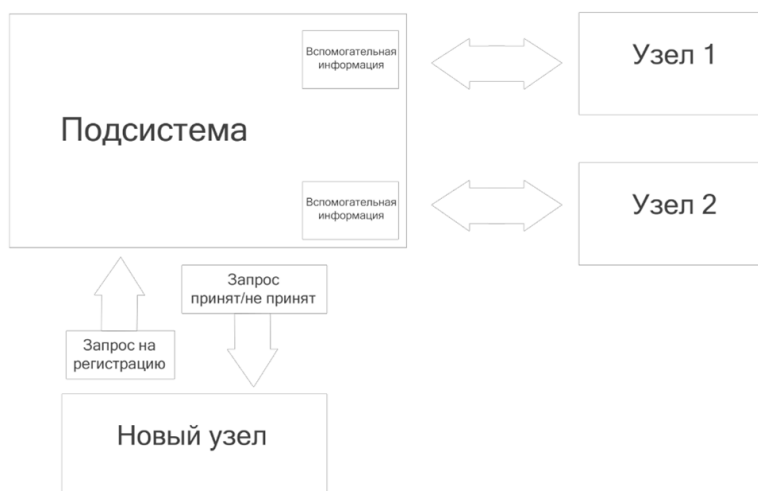 Вспомогательная
информация
Узел 1
Подсистема
Вспомогательная
информация
Узел 2
Запрос
принят/не принят
Запрос на
регистрацию
Новый узел